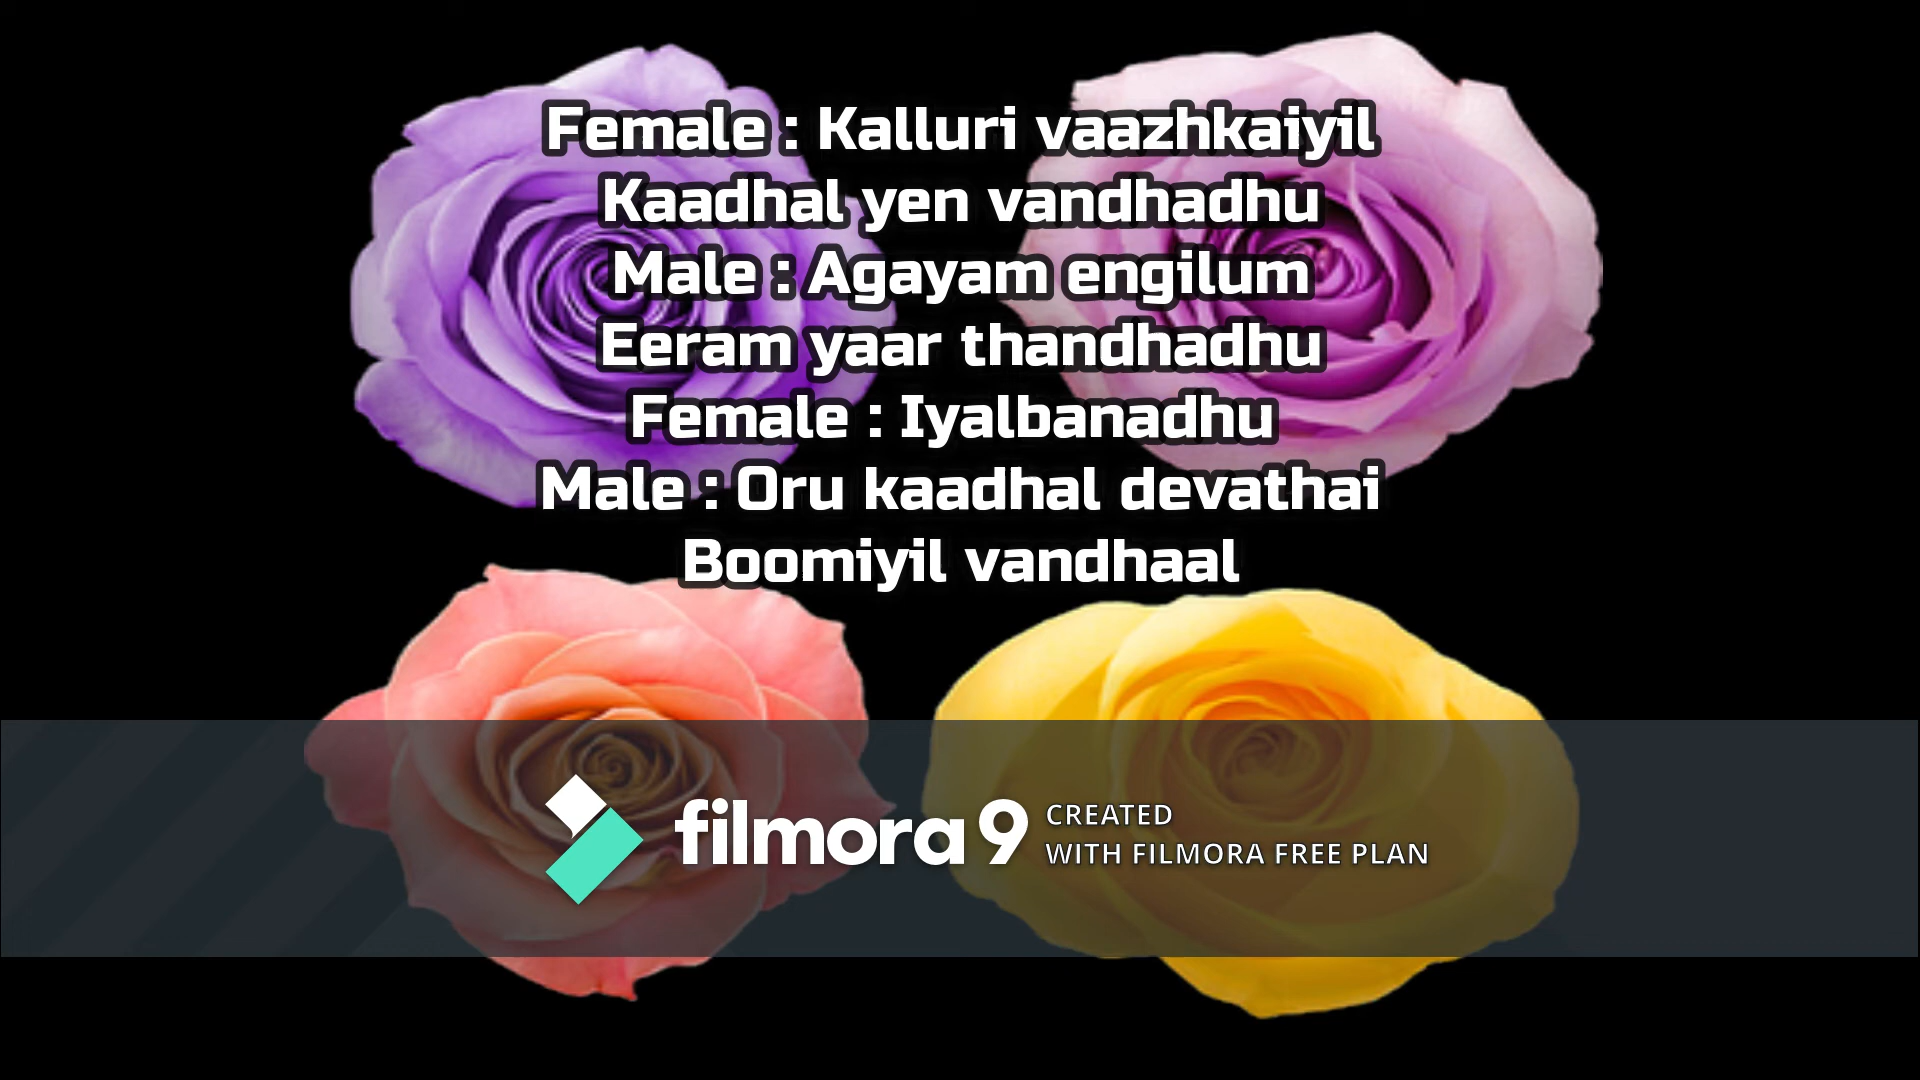 Female : Kalluri vaazhkaiyil
Kaadhal yen vandhadhu
Male : Agayam engilum
Eeram yaar thandhadhu
Female : Iyalbanadhu
Male : Oru kaadhal devathai
Boomiyil vandhaal
filmora 9 CREATED
WITH FILMORA FREE PLAN